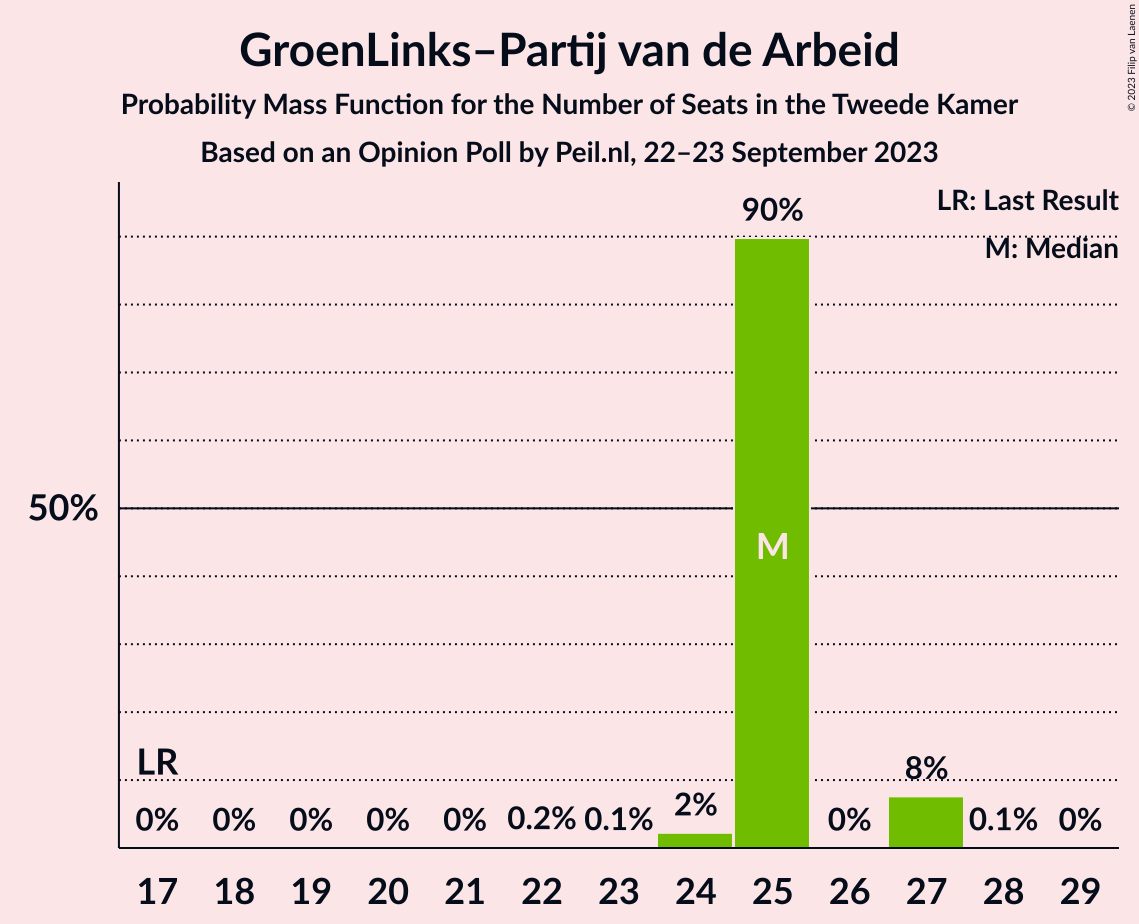 GroenLinks–Partij van de Arbeid
Probability Mass Function for the Number of Seats in the Tweede Kamer
Based on an Opinion Poll by Peil.nl, 22–23 September 2023
© 2023 Filip van Laenen
LR: Last Result
M: Median
90%
50%
M
LR
0% 0% 0% 0% 0% 0.2% 0.1% 2% 0% 8% 0.1% 0%
17 18 19 20 21 22 23 24 25 26 27 28 29